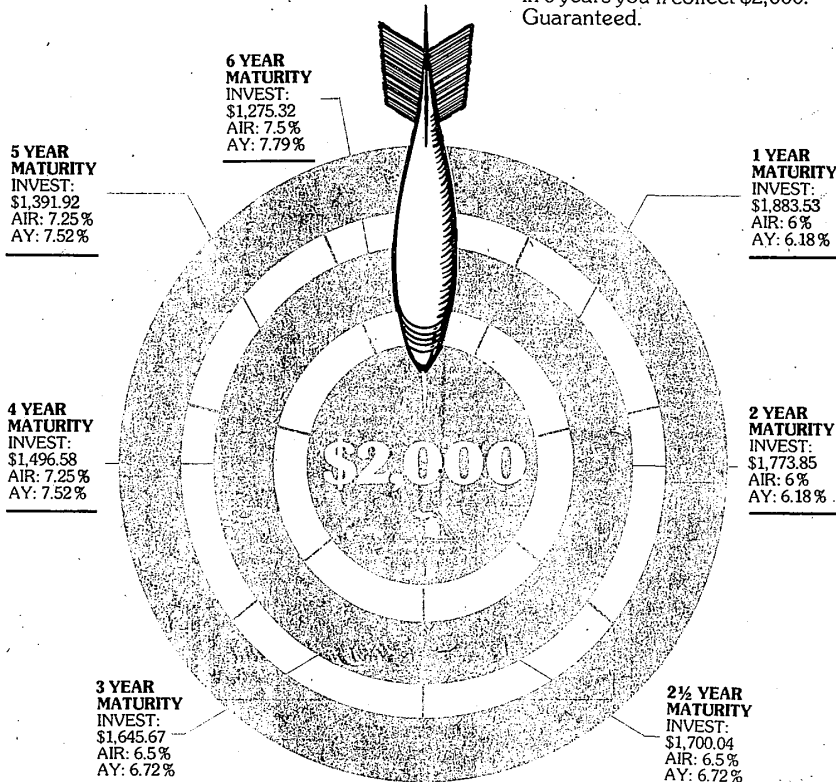 in 6 years you'll collect $2,000.
Guaranteed.
6 YEAR
MATURITY
INVEST:
$1,275.32
AIR: 7.5%
AY: 7.79%
5 YEAR
MATURITY
INVEST:
$1,391.92
AIR: 7.25%
AY: 7.52%
1 YEAR
MATURITY
INVEST:
$1,883.53
AIR: 6%
AY: 6.18%
4 YEAR
MATURITY
INVEST:
$1,496.58
AIR: 7.25%
AY: 7.52%
$2,000
2 YEAR
MATURITY
INVEST:
$1,773.85
AIR: 6%
AY: 6.18%
3 YEAR
MATURITY
INVEST:
$1,645.67
AIR: 6.5%
AY: 6.72%
2½ YEAR
MATURITY
INVEST:
$1,700.04
AIR: 6.5%
AY: 6.72%